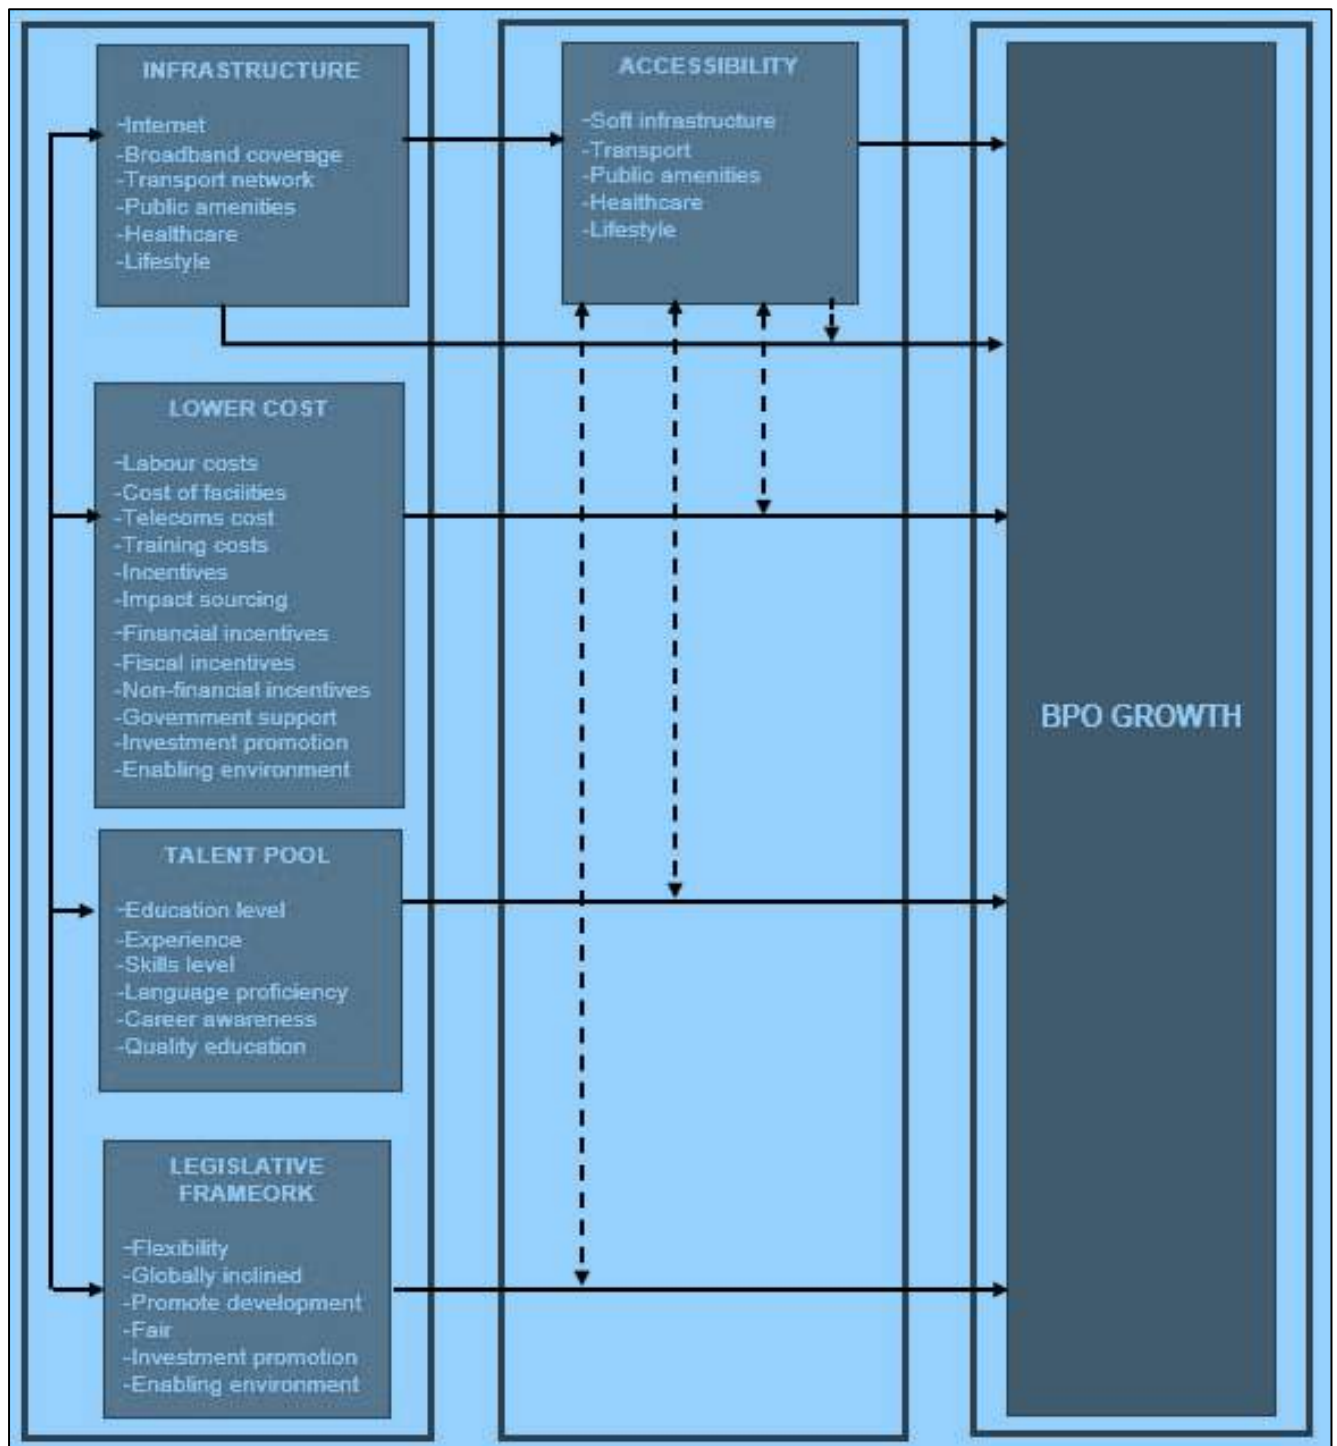 INFRASTRUCTURE
-Internet
-Broadband coverage
-Transport network
-Public amenities
-Healthcare
-Lifestyle
LOWER COST
-Labour costs
-Cost of facilities
-Telecoms cost
-Training costs
-Incentives
-Impact sourcing
-Financial incentives
-Fiscal incentives
-Non-financial incentives
-Government support
-Investment promotion
-Enabling environment
TALENT POOL
-Education level
-Experience
-Skills level
-Language proficiency
-Career awareness
-Quality education
LEGISLATIVE
FRAMEORK
-Flexibility
-Globally inclined
-Promote development
-Fair
-Investment promotion
-Enabling environment
ACCESSIBILITY
-Soft infrastructure
-Transport
-Public amenities
-Healthcare
-Lifestyle
BPO GROWTH